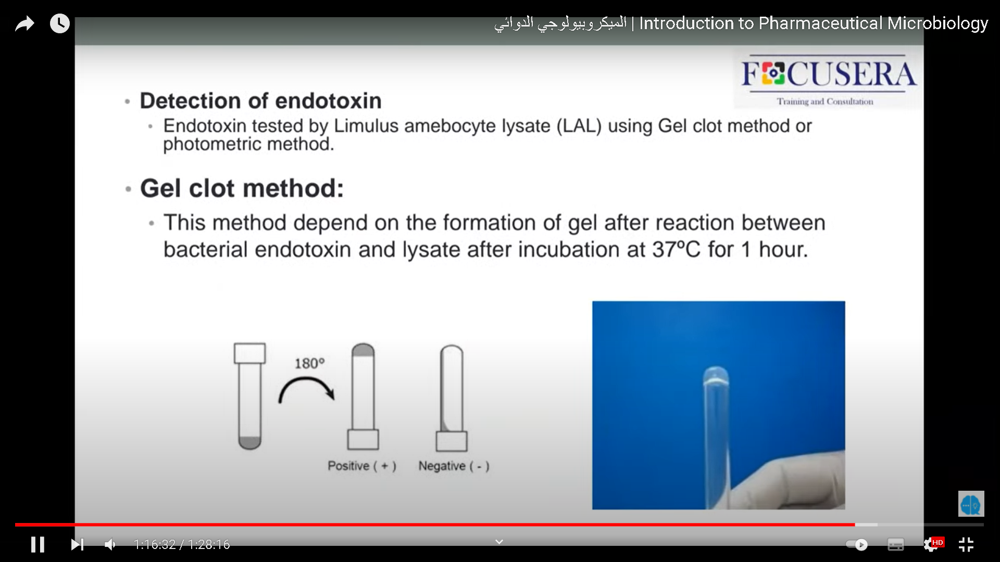 الميكروبيولوجي الدوائي | Introduction to Pharmaceutical Microbiology
FOCUSERA
Training and Consultation
• Detection of endotoxin
• Endotoxin tested by Limulus amebocyte lysate (LAL) using Gel clot method or
photometric method.
• Gel clot method:
• This method depend on the formation of gel after reaction between
bacterial endotoxin and lysate after incubation at 37ºC for 1 hour.
180º
Positive ( + )
Negative ( - )
1:16:32 / 1:28:16
HD